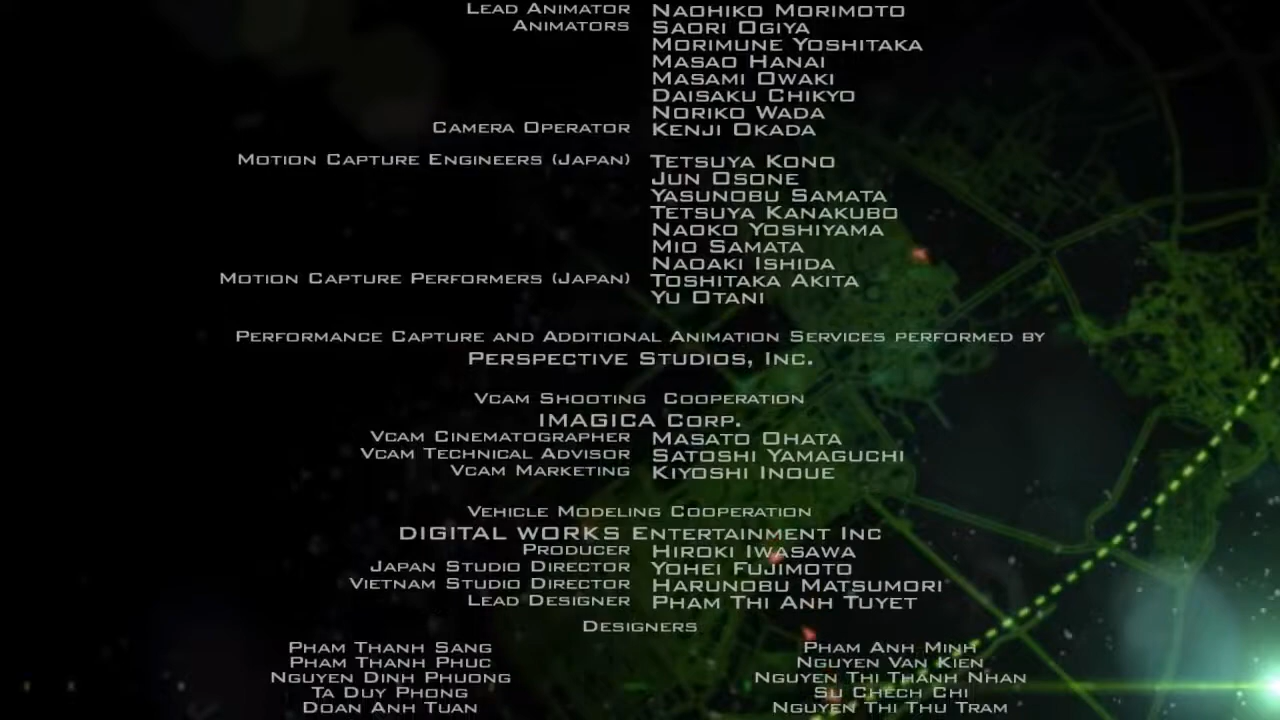 LEAD ANIMATOR NAOHIKO MORIMOTO
ANIMATORS SAORI OGIYA
MORIMUNE YOSHITAKA
MASAO HANAI
MASAMI OWAKI
DAISAKU CHIKYO
NORIKO WADA
CAMERA OPERATOR KENJI OKADA
MOTION CAPTURE ENGINEERS (JAPAN) TETSUYA KONO
JUN OSONE
YASUNOBU SAMATA
TETSUYA KANAKUBO
NAOKO YOSHIYAMA
MIO SAMATA
NAOAKI ISHIDA
MOTION CAPTURE PERFORMERS (JAPAN) TOSHITAKA AKITA
YU OTANI
PERFORMANCE CAPTURE AND ADDITIONAL ANIMATION SERVICES PERFORMED BY
PERSPECTIVE STUDIOS, INC.
VCAM SHOOTING COOPERATION
IMAGICA CORP.
VCAM CINEMATOGRAPHER MASATO OHATA
VCAM TECHNICAL ADVISOR SATOSHI YAMAGUCHI
VCAM MARKETING KIYOSHI INOUE
VEHICLE MODELING COOPERATION
DIGITAL WORKS ENTERTAINMENT INC
PRODUCER HIROKI IWASAWA
JAPAN STUDIO DIRECTOR YOHEI FUJIMOTO
VIETNAM STUDIO DIRECTOR HARUNOBU MATSUMORI
LEAD DESIGNER PHAM THI ANH TUYET
DESIGNERS
PHAM THANH SANG PHAM ANH MINH
PHAM THANH PHUC NGUYEN VAN KIEN
NGUYEN DINH PHUONG NGUYEN THI THANH NHAN
TA DUY PHONG SU CHECH CHI
DOAN ANH TUAN NGUYEN THI THU TRAM